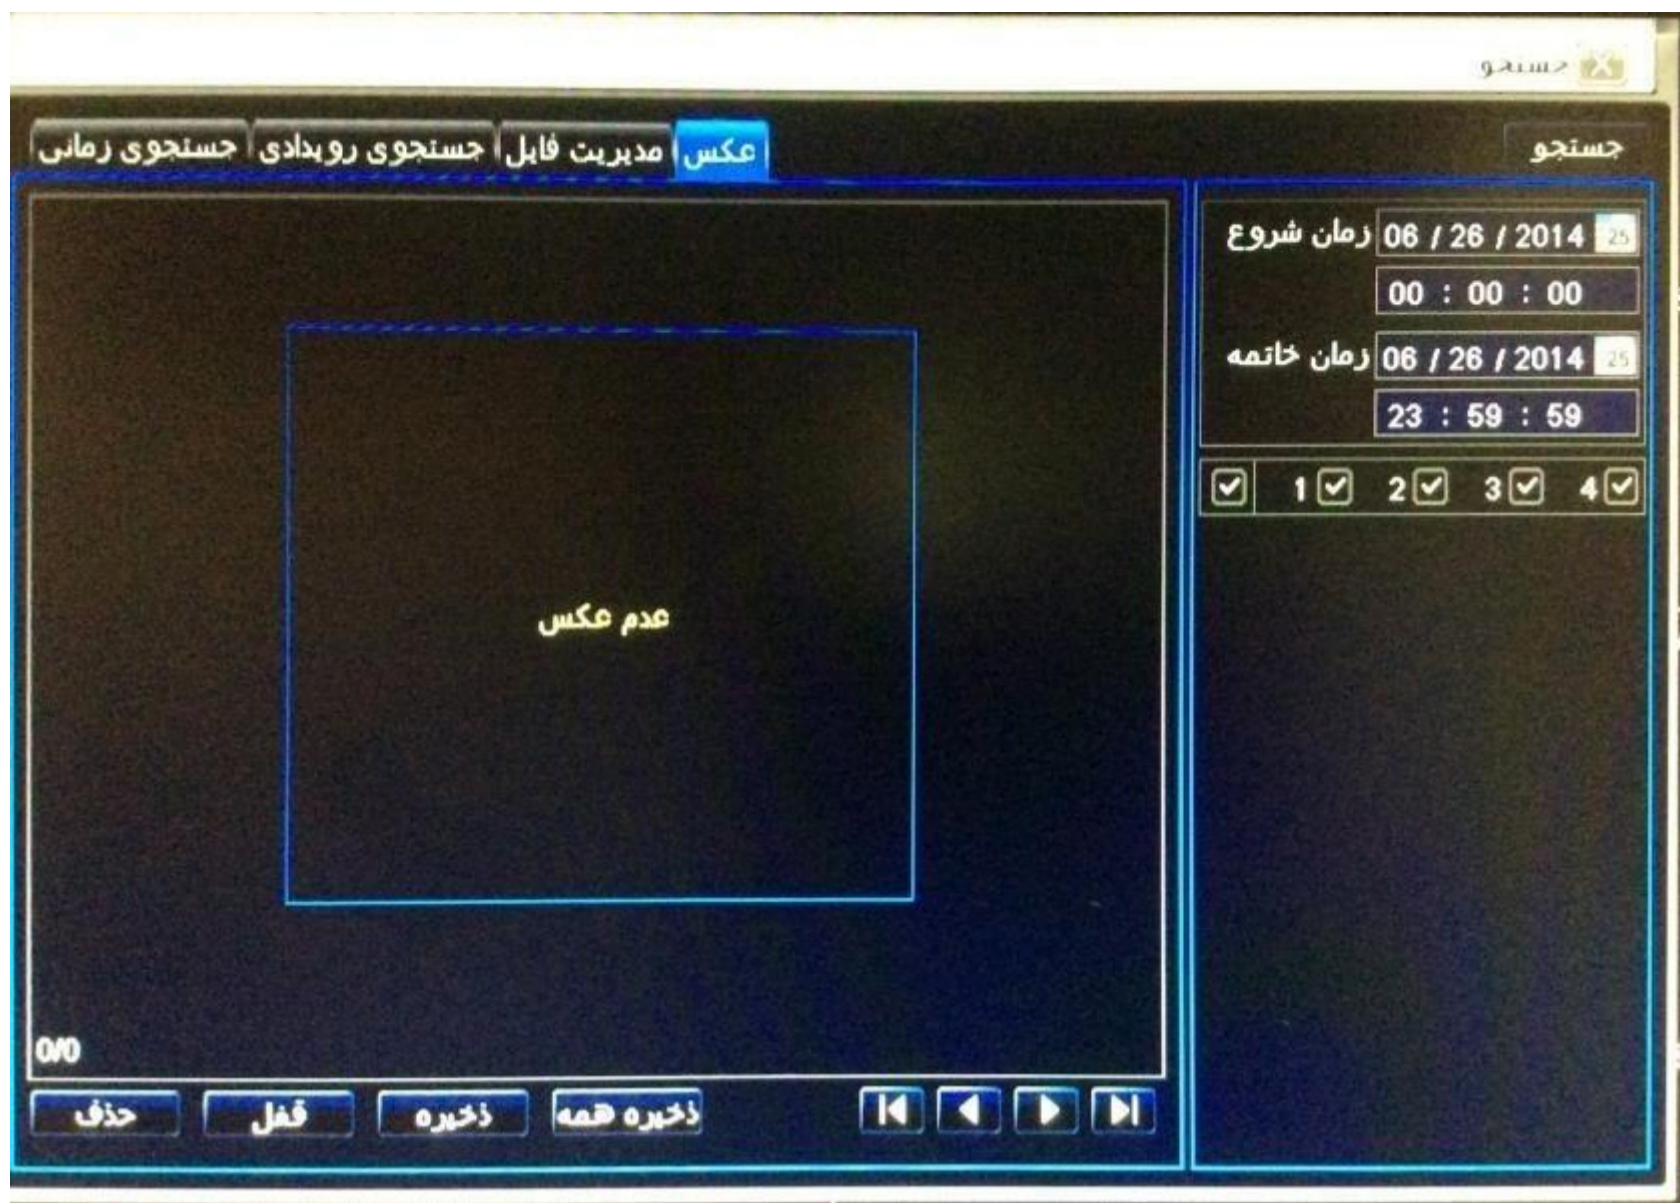 جستجو
جستجو
عکس
مدیریت فایل
جستجوی رویدادی
جستجوی زمانی
زمان شروع 06 / 26 / 2014 25
00 : 00 : 00
زمان خاتمه 06 / 26 / 2014 25
23 : 59 : 59
1 2 3 4
عدم عکس
0/0
حذف
قفل
ذخیره
ذخیره همه